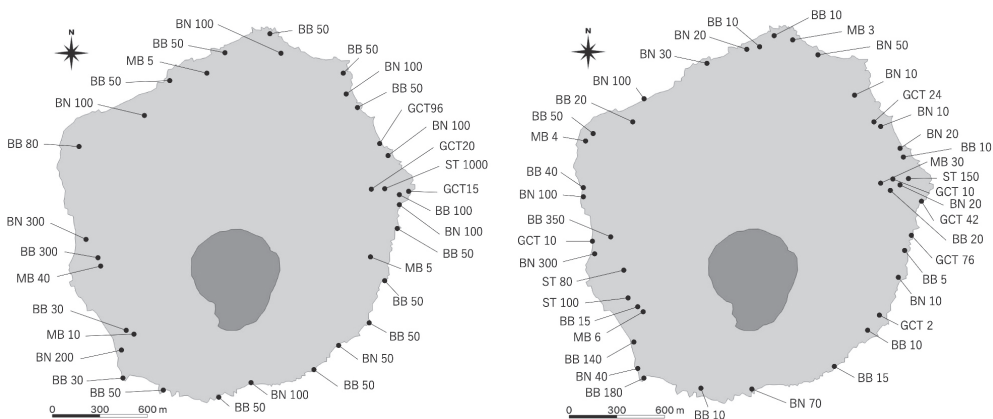 N
BN 100
BB 50
BB 50
MB 5
BB 50
BN 100
BB 80
BB 50
BN 100
BB 50
GCT96
BN 100
GCT20
ST 1000
GCT15
BB 100
BN 100
BB 50
MB 5
BB 50
BB 50
BN 50
BB 50
BN 300
BB 300
MB 40
BB 30
MB 10
BN 200
BB 30
BB 50
BB 50
BN 100
0 300 600 m
N
BB 10
BB 10
BN 20
MB 3
BN 30
BN 50
BN 100
BB 20
BB 50
MB 4
BN 10
GCT 24
BN 10
BN 20
BB 10
MB 30
ST 150
GCT 10
BN 20
GCT 42
BB 20
GCT 76
BB 5
BN 10
GCT 2
BB 10
BB 15
BB 40
BN 100
BB 350
GCT 10
BN 300
ST 80
ST 100
BB 15
MB 6
BB 140
BN 40
BB 180
BB 10
BN 70
0 300 600 m